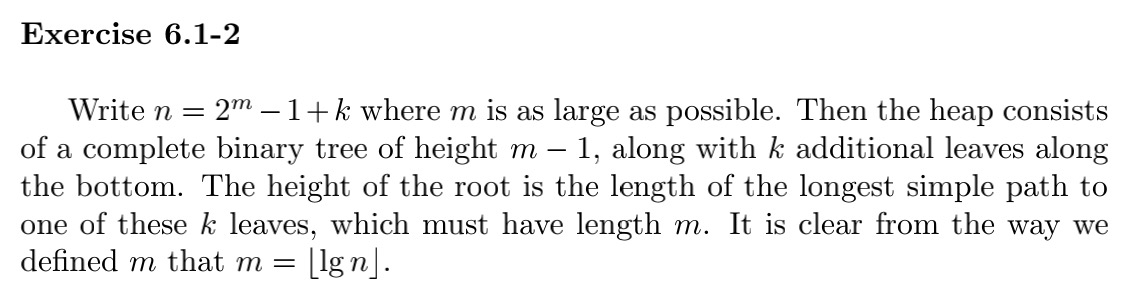 Exercise 6.1-2
Write n = 2^m − 1 + k where m is as large as possible. Then the heap consists
of a complete binary tree of height m − 1, along with k additional leaves along
the bottom. The height of the root is the length of the longest simple path to
one of these k leaves, which must have length m. It is clear from the way we
defined m that m = ⌊lg n⌋.